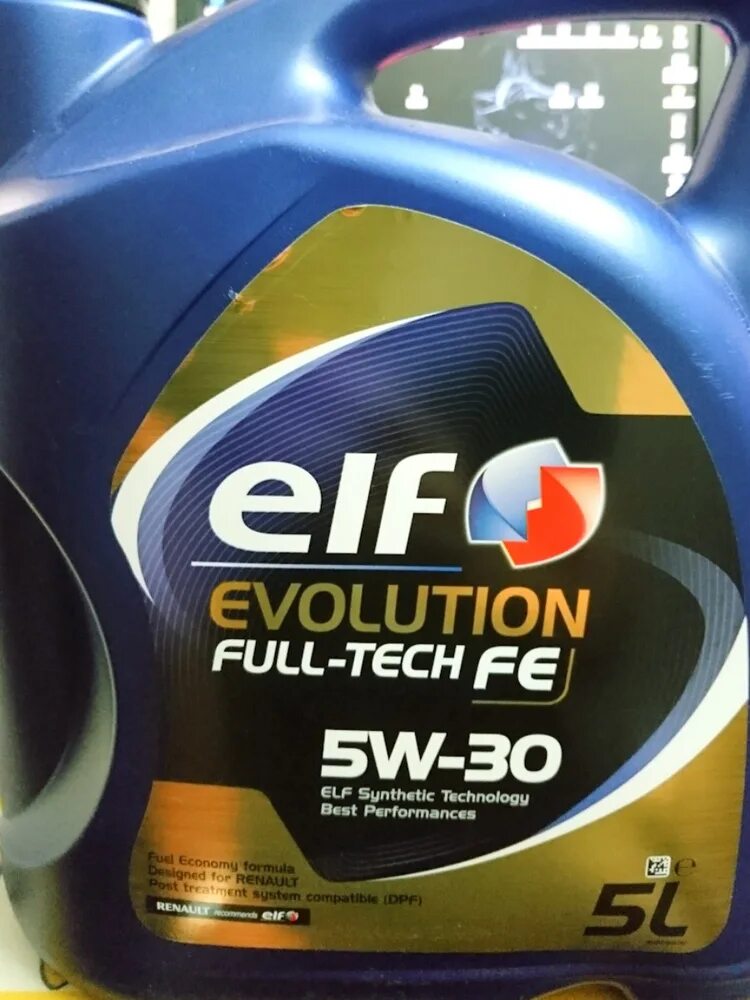 elf
EVOLUTION
FULL-TECH FE
5W-30
ELF Synthetic Technology
Best Performances
Fuel Economy formula
Designed for RENAULT
Post treatment system compatible (DPF)
RENAULT recommends elf
e
5L